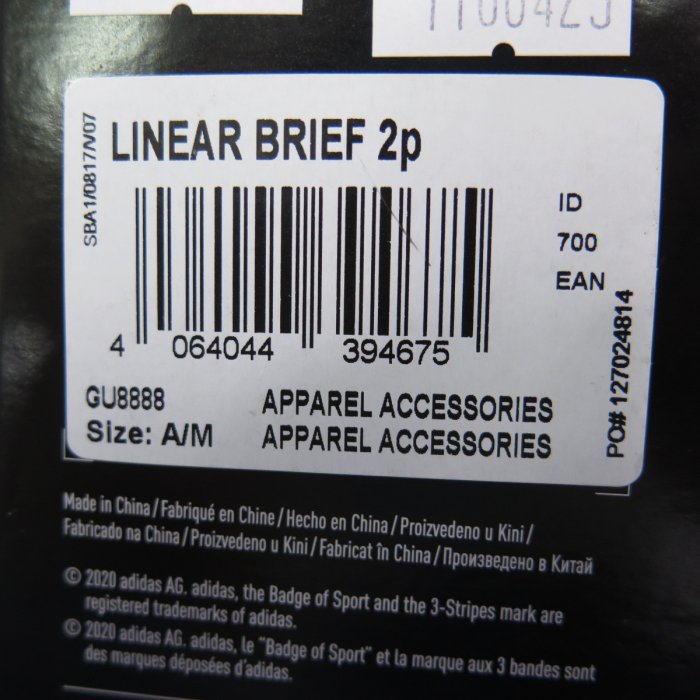 SBA1/0817/V07
LINEAR BRIEF 2p
ID
700
EAN
4 064044 394675
PO# 127024814
GU8888 APPAREL ACCESSORIES
Size: A/M APPAREL ACCESSORIES
Made in China/Fabriqué en Chine/Hecho en China/Proizvedeno u Kini/
Fabricado na China/Proizvedeno u Kini/Fabricat în China/Произведено в Китай
© 2020 adidas AG. adidas, the Badge of Sport and the 3-Stripes mark are
registered trademarks of adidas.
© 2020 adidas AG. adidas, le "Badge of Sport" et la marque aux 3 bandes sont
des marques déposées d'adidas.